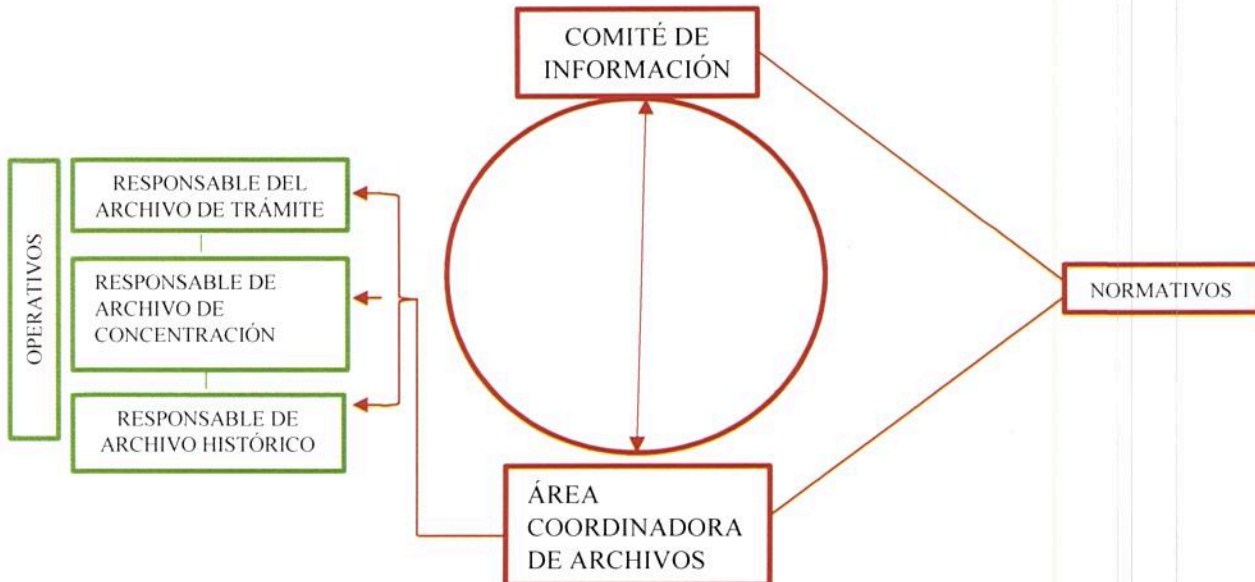 COMITÉ DE
INFORMACIÓN
OPERATIVOS
RESPONSABLE DEL
ARCHIVO DE TRÁMITE
RESPONSABLE DE
ARCHIVO DE
CONCENTRACIÓN
RESPONSABLE DE
ARCHIVO HISTÓRICO
NORMATIVOS
ÁREA
COORDINADORA
DE ARCHIVOS